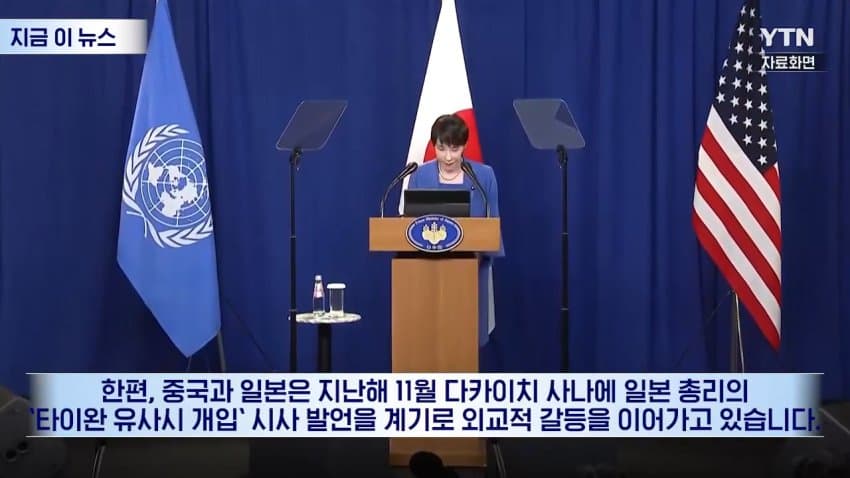 지금 이 뉴스
YTN
자료화면
한편, 중국과 일본은 지난해 11월 다카이치 사나에 일본 총리의
'타이완 유사시 개입' 시사 발언을 계기로 외교적 갈등을 이어가고 있습니다.